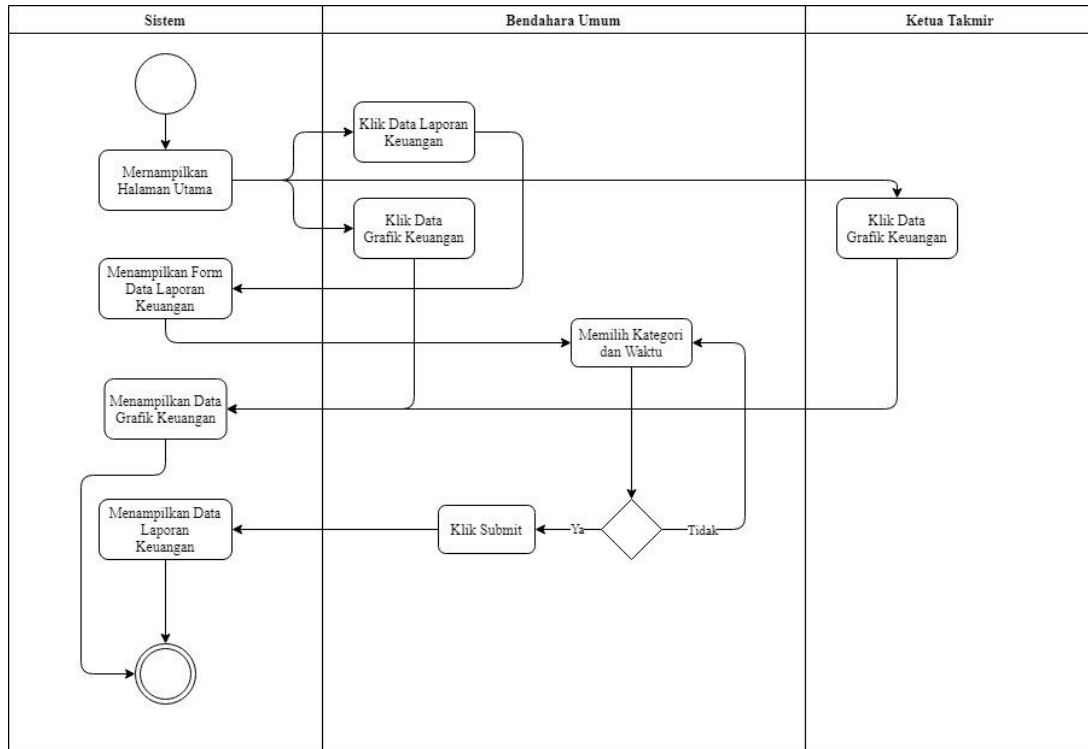 Sistem
Bendahara Umum
Ketua Takmir
Klik Data Laporan
Keuangan
Mernampilkan
Halaman Utama
Klik Data
Grafik Keuangan
Klik Data
Grafik Keuangan
Menampilkan Form
Data Laporan
Keuangan
Memilih Kategori
dan Waktu
Menampilkan Data
Grafik Keuangan
Menampilkan Data
Laporan
Keuangan
Klik Submit
Ya
Tidak